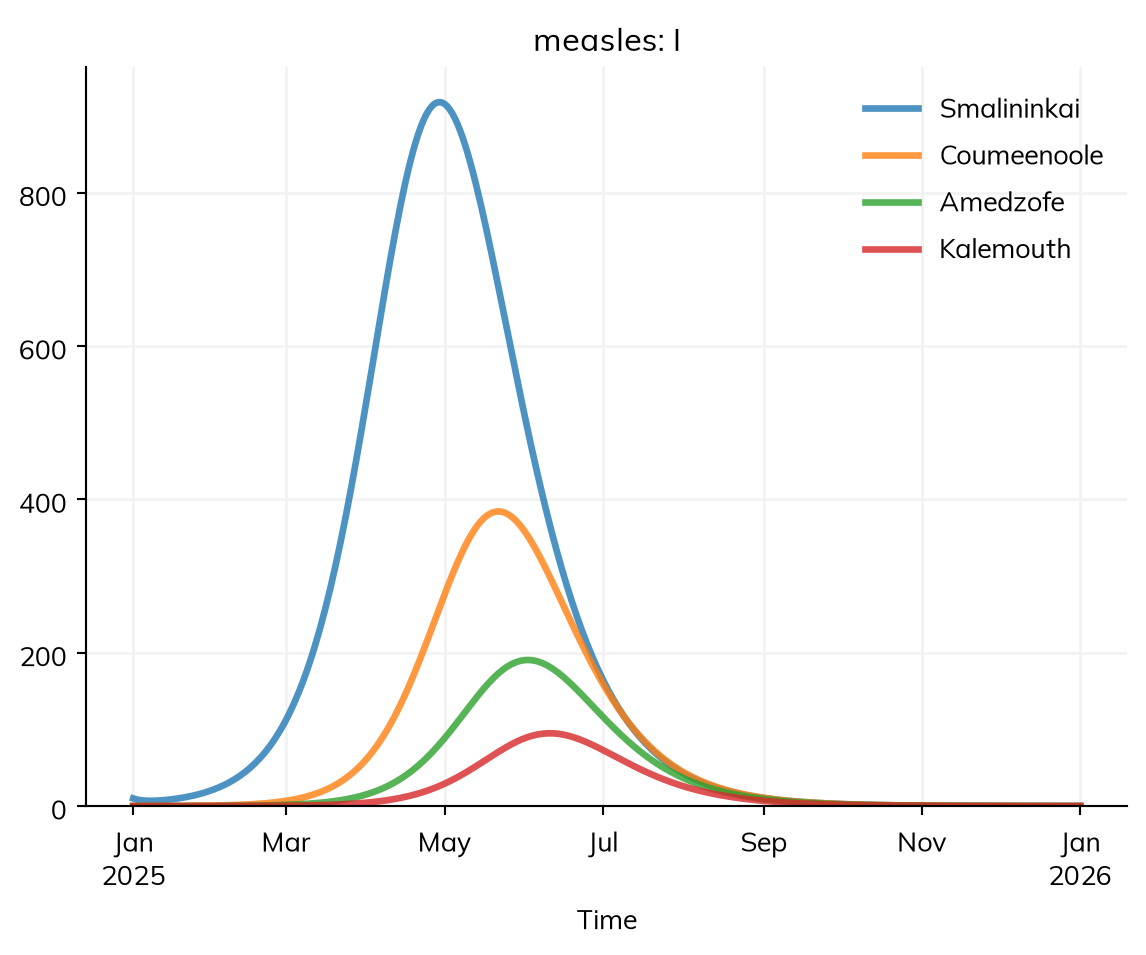 measles: I
Smalininkai
Coumeenoole
Amedzofe
Kalemouth
800
600
400
200
0
Jan Mar May Jul Sep Nov Jan
2025 2026
Time